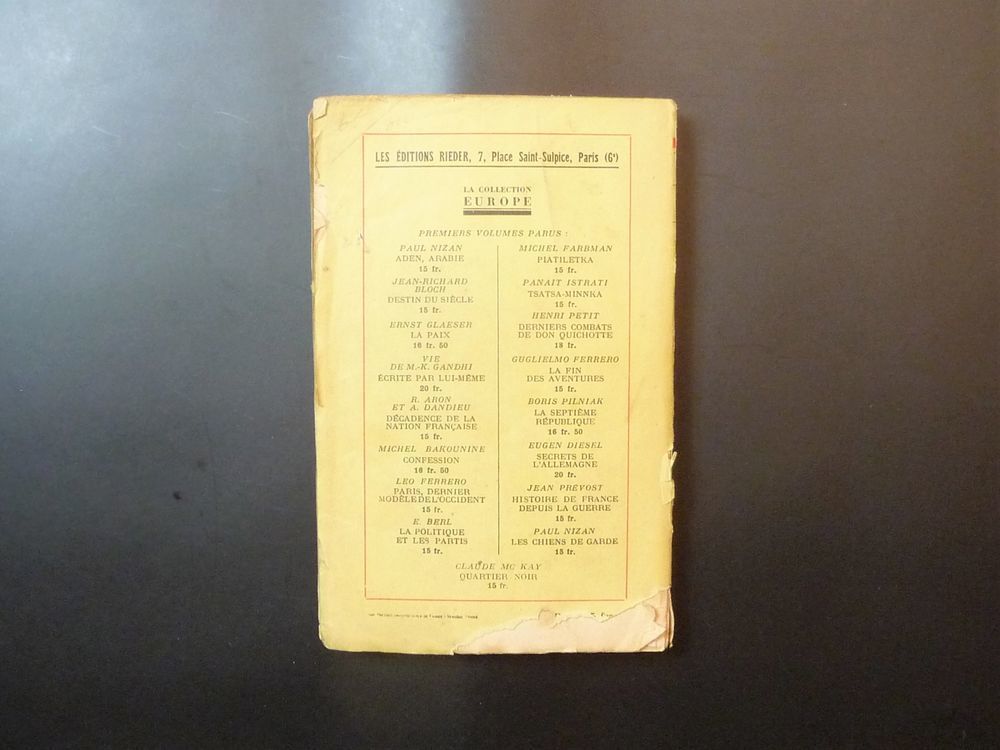 LES ÉDITIONS RIEDER, 7, Place Saint-Sulpice, Paris (6e)
LA COLLECTION
EUROPE
PREMIERS VOLUMES PARUS :
PAUL NIZAN
ADEN, ARABIE
15 fr.
JEAN-RICHARD
BLOCH
DESTIN DU SIÈCLE
15 fr.
ERNST GLAESER
LA PAIX
16 fr. 50
VIE
DE M.-K. GANDHI
ÉCRITE PAR LUI-MÊME
20 fr.
R. ARON
ET A. DANDIEU
DÉCADENCE DE LA
NATION FRANÇAISE
15 fr.
MICHEL BAKOUNINE
CONFESSION
16 fr. 50
LEO FERRERO
PARIS, DERNIER
MODÈLE DE L'OCCIDENT
15 fr.
E. BERL
LA POLITIQUE
ET LES PARTIS
15 fr.
MICHEL FARBMAN
PIATILETKA
15 fr.
PANAIT ISTRATI
TSATSA-MINNKA
15 fr.
HENRI PETIT
DERNIERS COMBATS
DE DON QUICHOTTE
18 fr.
GUGLIELMO FERRERO
LA FIN
DES AVENTURES
15 fr.
BORIS PILNIAK
LA SEPTIÈME
RÉPUBLIQUE
16 fr. 50
EUGEN DIESEL
SECRETS DE
L'ALLEMAGNE
20 fr.
JEAN PRÉVOST
HISTOIRE DE FRANCE
DEPUIS LA GUERRE
15 fr.
PAUL NIZAN
LES CHIENS DE GARDE
15 fr.
CLAUDE MC KAY
QUARTIER NOIR
15 fr.